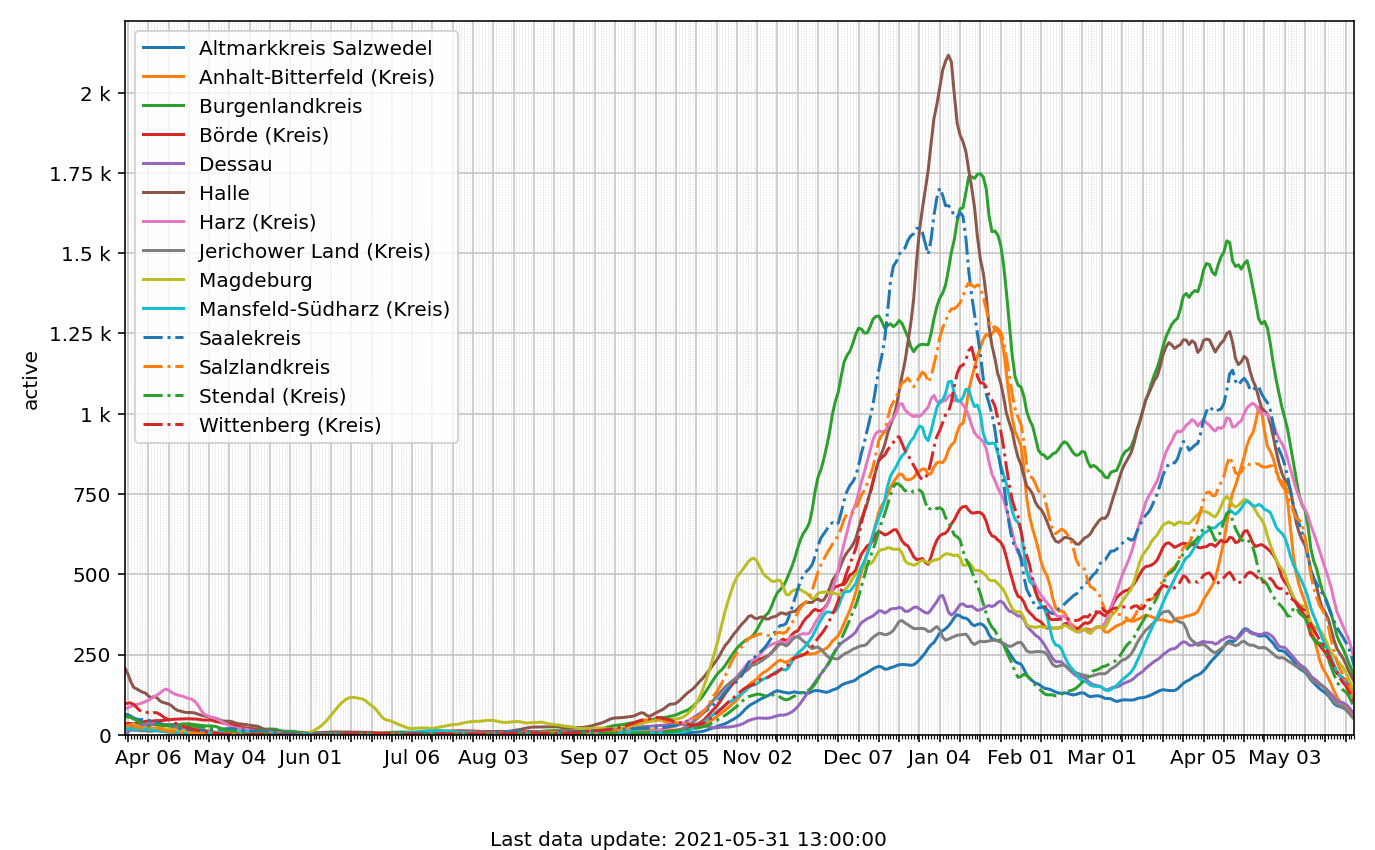 Altmarkkreis Salzwedel
Anhalt-Bitterfeld (Kreis)
Burgenlandkreis
Börde (Kreis)
Dessau
Halle
Harz (Kreis)
Jerichower Land (Kreis)
Magdeburg
Mansfeld-Südharz (Kreis)
Saalekreis
Salzlandkreis
Stendal (Kreis)
Wittenberg (Kreis)
active
2 k
1.75 k
1.5 k
1.25 k
1 k
750
500
250
0
Apr 06 May 04 Jun 01 Jul 06 Aug 03 Sep 07 Oct 05 Nov 02 Dec 07 Jan 04 Feb 01 Mar 01 Apr 05 May 03
Last data update: 2021-05-31 13:00:00